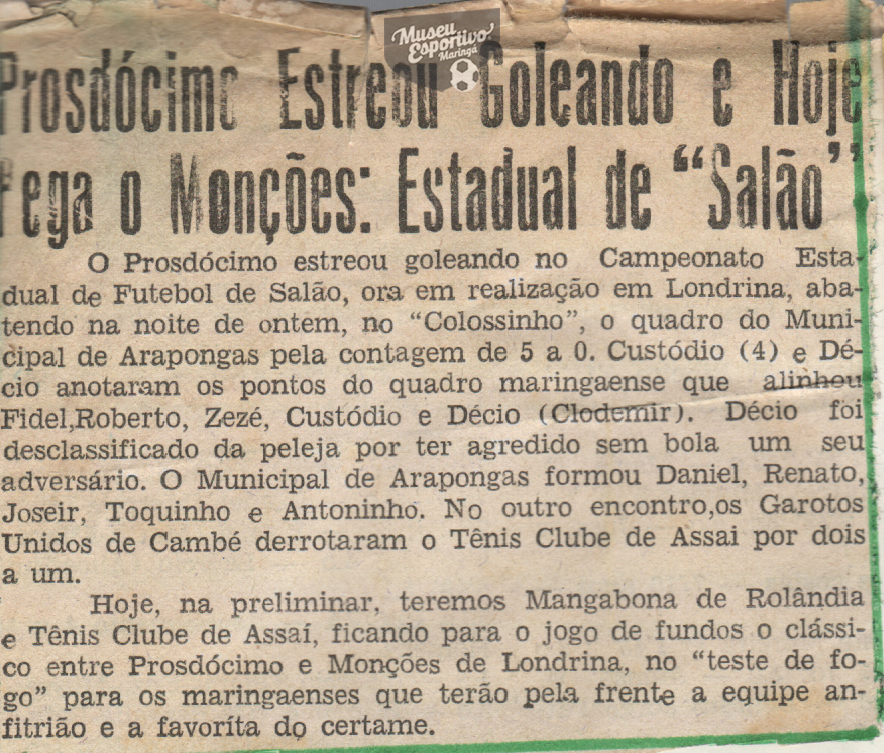 Museu
Esportivo
Maringá
Prosdócimo Estreou Goleando e Hoje
Pega o Monções: Estadual de “Salão”
O Prosdócimo estreou goleando no Campeonato Esta-
dual de Futebol de Salão, ora em realização em Londrina, aba-
tendo na noite de ontem, no “Colossinho”, o quadro do Muni-
cipal de Arapongas pela contagem de 5 a 0. Custódio (4) e Dé-
cio anotaram os pontos do quadro maringaense que alinhou
Fidel,Roberto, Zezé, Custódio e Décio (Clodemir). Décio foi
desclassificado da peleja por ter agredido sem bola um seu
adversário. O Municipal de Arapongas formou Daniel, Renato,
Joseir, Toquinho e Antoninho. No outro encontro,os Garotos
Unidos de Cambé derrotaram o Tênis Clube de Assai por dois
a um.
Hoje, na preliminar, teremos Mangabona de Rolândia
e Tênis Clube de Assaí, ficando para o jogo de fundos o clássi-
co entre Prosdócimo e Monções de Londrina, no “teste de fo-
go” para os maringaenses que terão pela frente a equipe an-
fitrião e a favoríta do certame.